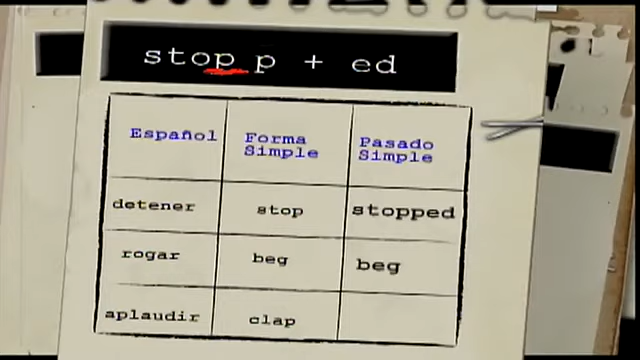 stop p + ed
Español Forma Simple Pasado Simple
detener stop stopped
rogar beg beg
aplaudir clap